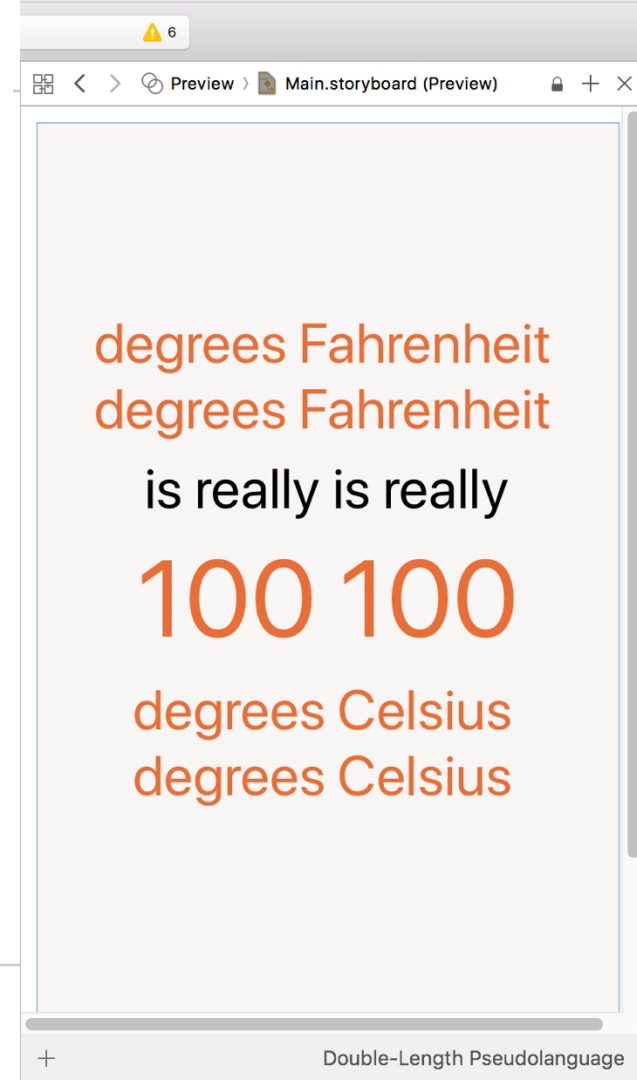 6
Preview 〉 Main.storyboard (Preview)
degrees Fahrenheit
degrees Fahrenheit
is really is really
100 100
degrees Celsius
degrees Celsius
Double-Length Pseudolanguage